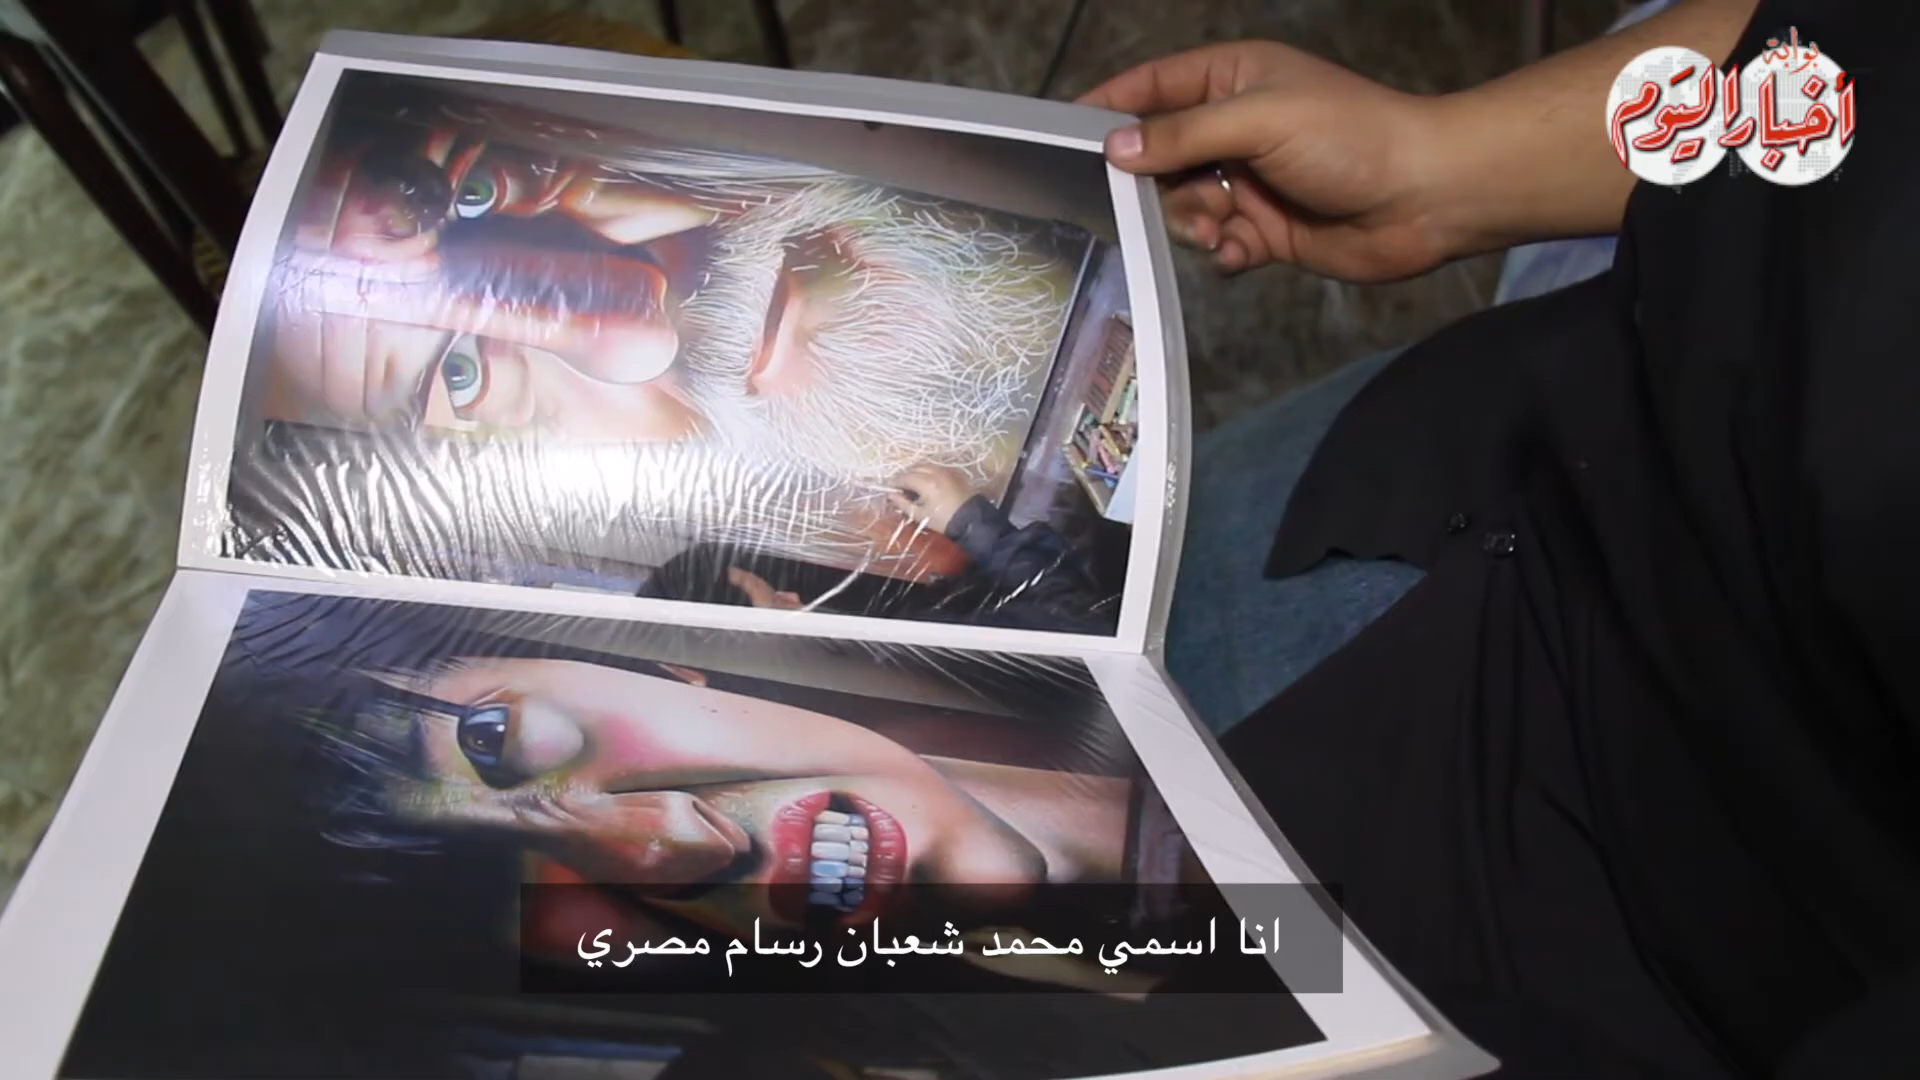 بوابة
أخبار اليوم
انا اسمي محمد شعبان رسام مصري